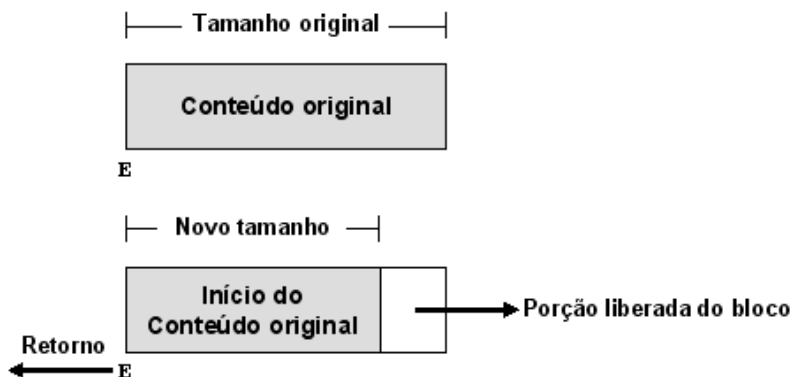 Tamanho original
Conteúdo original
E
Novo tamanho
Início do
Conteúdo original
Porção liberada do bloco
Retorno
E